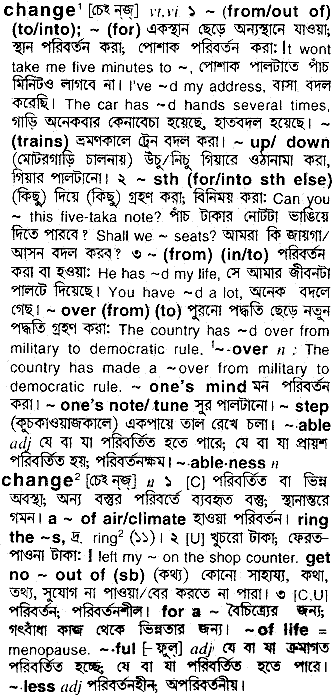 change¹ [চেইন্জ্] vt,vi ১ ~ (from/out of)
(to/into); ~ (for) একস্থান ছেড়ে অন্যস্থানে যাওয়া;
স্থান পরিবর্তন করা; পোশাক পরিবর্তন করা: It wont
take me five minutes to ~, পোশাক পালটাতে পাঁচ
মিনিটও লাগবে না। I've ~d my address, বাসা বদল
করেছি। The car has ~d hands several times,
গাড়ি অনেকবার কেনাবেচা হয়েছে, হাতবদল হয়েছে। ~
(trains) ভ্রমণকালে ট্রেন বদল করা। ~ up/ down
(মোটরগাড়ি চালনায়) উঁচু/নিচু গিয়ারে ওঠানামা করা,
গিয়ার পালটানো। ২ ~ sth (for/into sth else)
(কিছু) দিয়ে (কিছু) গ্রহণ করা; বিনিময় করা: Can you
~ this five-taka note? পাঁচ টাকার নোটটা ভাঙিয়ে
দিতে পারবে? Shall we ~ seats? আমরা কি জায়গা/
আসন বদল করব? ৩ ~ (from) (in/to) পরিবর্তন
করা বা হওয়া: He has ~d my life, সে আমার জীবনটা
পালটে দিয়েছে। You have ~d a lot, অনেক বদলে
গেছ। ~ over (from) (to) পুরনো পদ্ধতি ছেড়ে নতুন
পদ্ধতি গ্রহণ করা: The country has ~d over from
military to democratic rule. ¹~-over n : The
country has made a ~over from military to
democratic rule. ~ one's mind মন পরিবর্তন
করা। ~ one's note/ tune সুর পালটানো। ~ step
(কুচকাওয়াজকালে) একপায়ে তাল রেখে চলা। ~·able
adj যে বা যা পরিবর্তিত হতে পারে; যে বা যা প্রায়শ
পরিবর্তিত হয়; পরিবর্তনক্ষম। ~·able·ness n
change² [চেইন্জ্] n ১ [C] পরিবর্তিত বা ভিন্ন
অবস্থা; অন্য বস্তুর পরিবর্তে ব্যবহৃত বস্তু; স্থানান্তরে
গমন। a ~ of air/climate হাওয়া পরিবর্তন। ring
the ~s, দ্র. ring² (১১)। ২ [U] খুচরো টাকা; ফেরত-
পাওনা টাকা: I left my ~ on the shop counter. get
no ~ out of (sb) (কথ্য) কোনো সাহায্য, কথা,
তথ্য, সুযোগ না পাওয়া/বের করতে না পারা। ৩ [C,U]
পরিবর্তন; পরিবর্তনশীল। for a ~ বৈচিত্র্যের জন্য;
গৎবাঁধা কাজ থেকে ভিন্নতার জন্য। ~of life =
menopause. ~·ful [–ফুল্] adj যে বা যা ক্রমাগত
পরিবর্তিত হচ্ছে; যে বা যা পরিবর্তিত হতে পারে।
~·less adj পরিবর্তনহীন; অপরিবর্তনীয়।